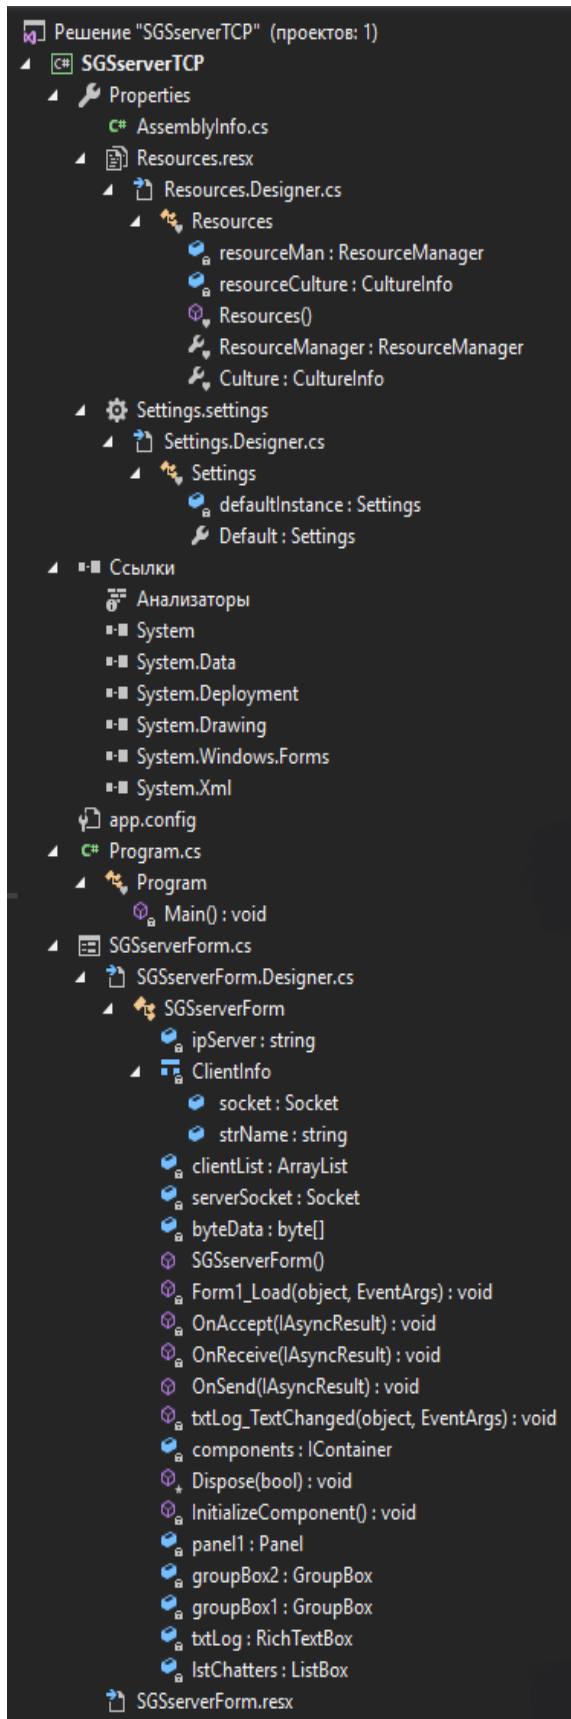 Решение "SGSserverTCP" (проектов: 1)
C# SGSserverTCP
Properties
C# AssemblyInfo.cs
Resources.resx
Resources.Designer.cs
Resources
resourceMan : ResourceManager
resourceCulture : CultureInfo
Resources()
ResourceManager : ResourceManager
Culture : CultureInfo
Settings.settings
Settings.Designer.cs
Settings
defaultInstance : Settings
Default : Settings
Ссылки
Анализаторы
System
System.Data
System.Deployment
System.Drawing
System.Windows.Forms
System.Xml
app.config
C# Program.cs
Program
Main() : void
SGSserverForm.cs
SGSserverForm.Designer.cs
SGSserverForm
ipServer : string
ClientInfo
socket : Socket
strName : string
clientList : ArrayList
serverSocket : Socket
byteData : byte[]
SGSserverForm()
Form1_Load(object, EventArgs) : void
OnAccept(IAsyncResult) : void
OnReceive(IAsyncResult) : void
OnSend(IAsyncResult) : void
txtLog_TextChanged(object, EventArgs) : void
components : IContainer
Dispose(bool) : void
InitializeComponent() : void
panel1 : Panel
groupBox2 : GroupBox
groupBox1 : GroupBox
txtLog : RichTextBox
lstChatters : ListBox
SGSserverForm.resx